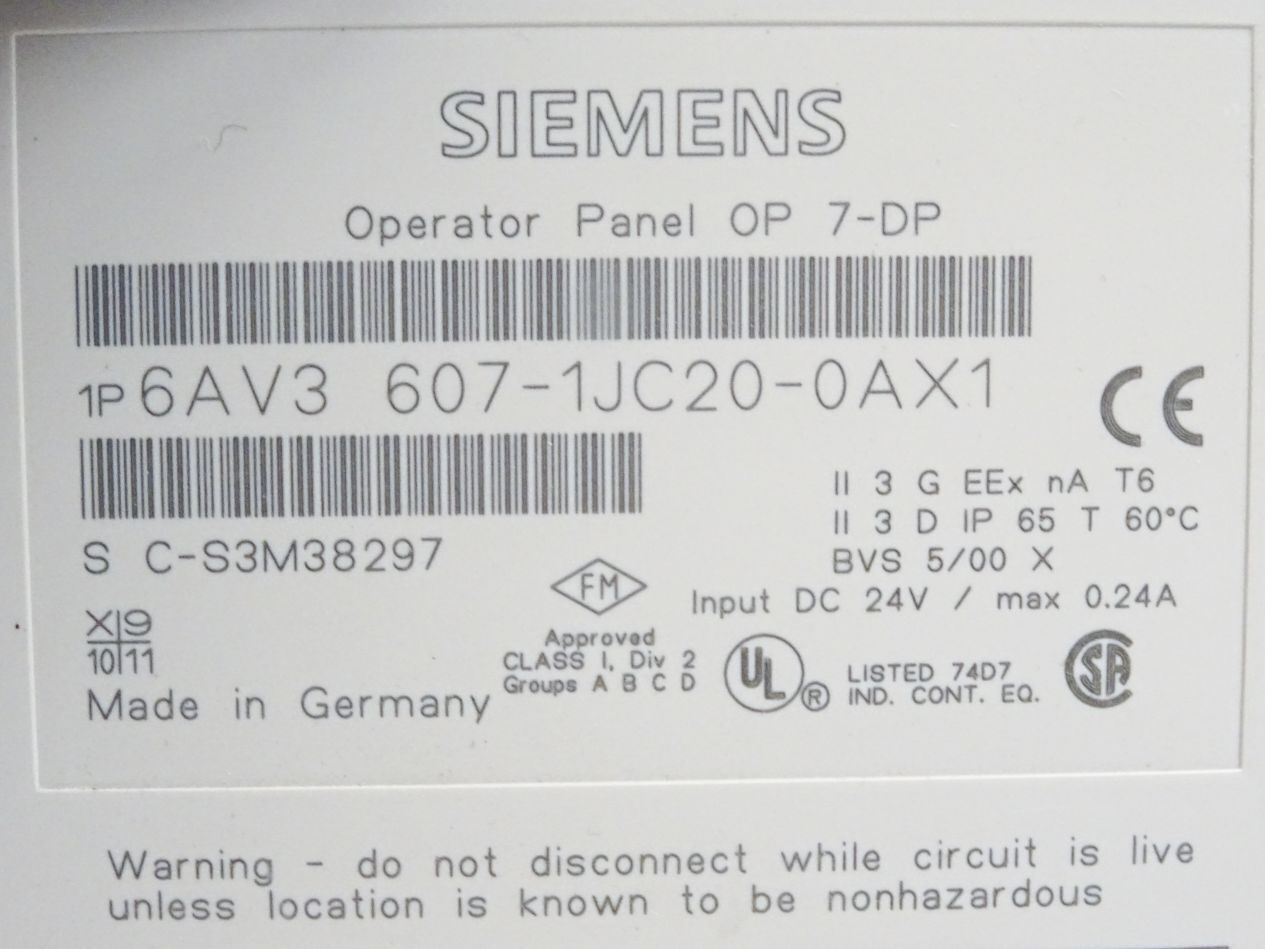 SIEMENS
Operator Panel OP 7-DP
1P 6AV3 607-1JC20-0AX1
CE
S C-S3M38297
II 3 G EEx nA T6
II 3 D IP 65 T 60°C
BVS 5/00 X
Input DC 24V / max 0.24A
X 9
10 11
Made in Germany
FM
Approved
CLASS I, Div 2
Groups A B C D
UL ®
LISTED 74D7
IND. CONT. EQ.
SA
Warning - do not disconnect while circuit is live
unless location is known to be nonhazardous